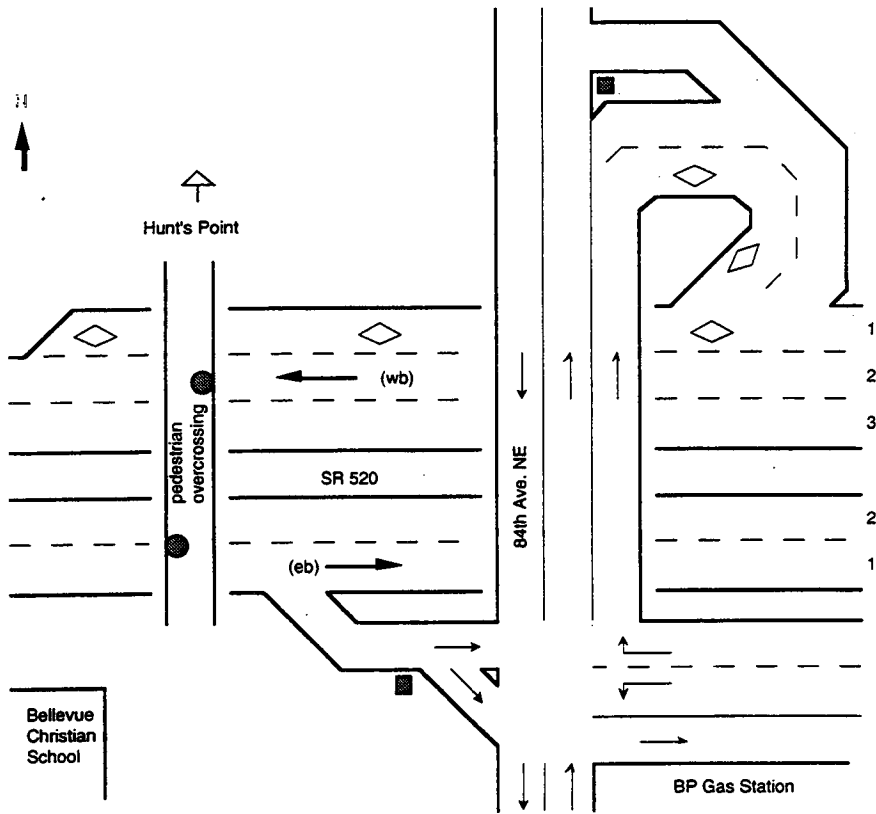 N
Hunt's Point
1
(wb)
2
3
pedestrian
overcrossing
SR 520
84th Ave. NE
2
(eb)
1
Bellevue
Christian
School
BP Gas Station